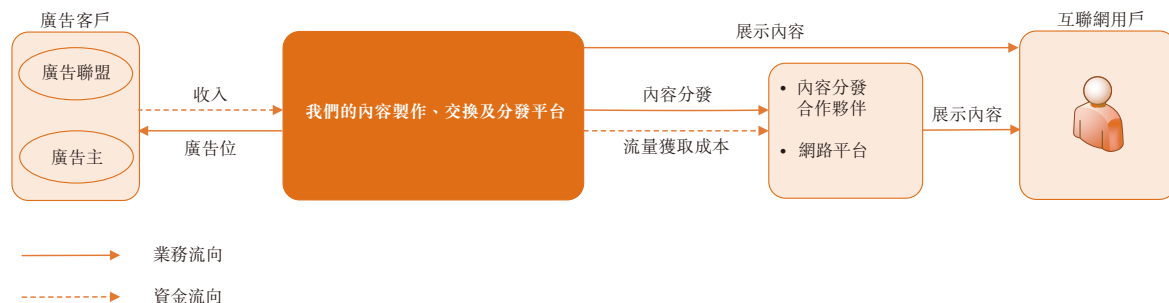 廣告客戶
廣告聯盟
廣告主
收入
廣告位
我們的內容製作、交換及分發平台
展示內容
內容分發
流量獲取成本
• 內容分發
合作夥伴
• 網路平台
展示內容
互聯網用戶
業務流向
資金流向